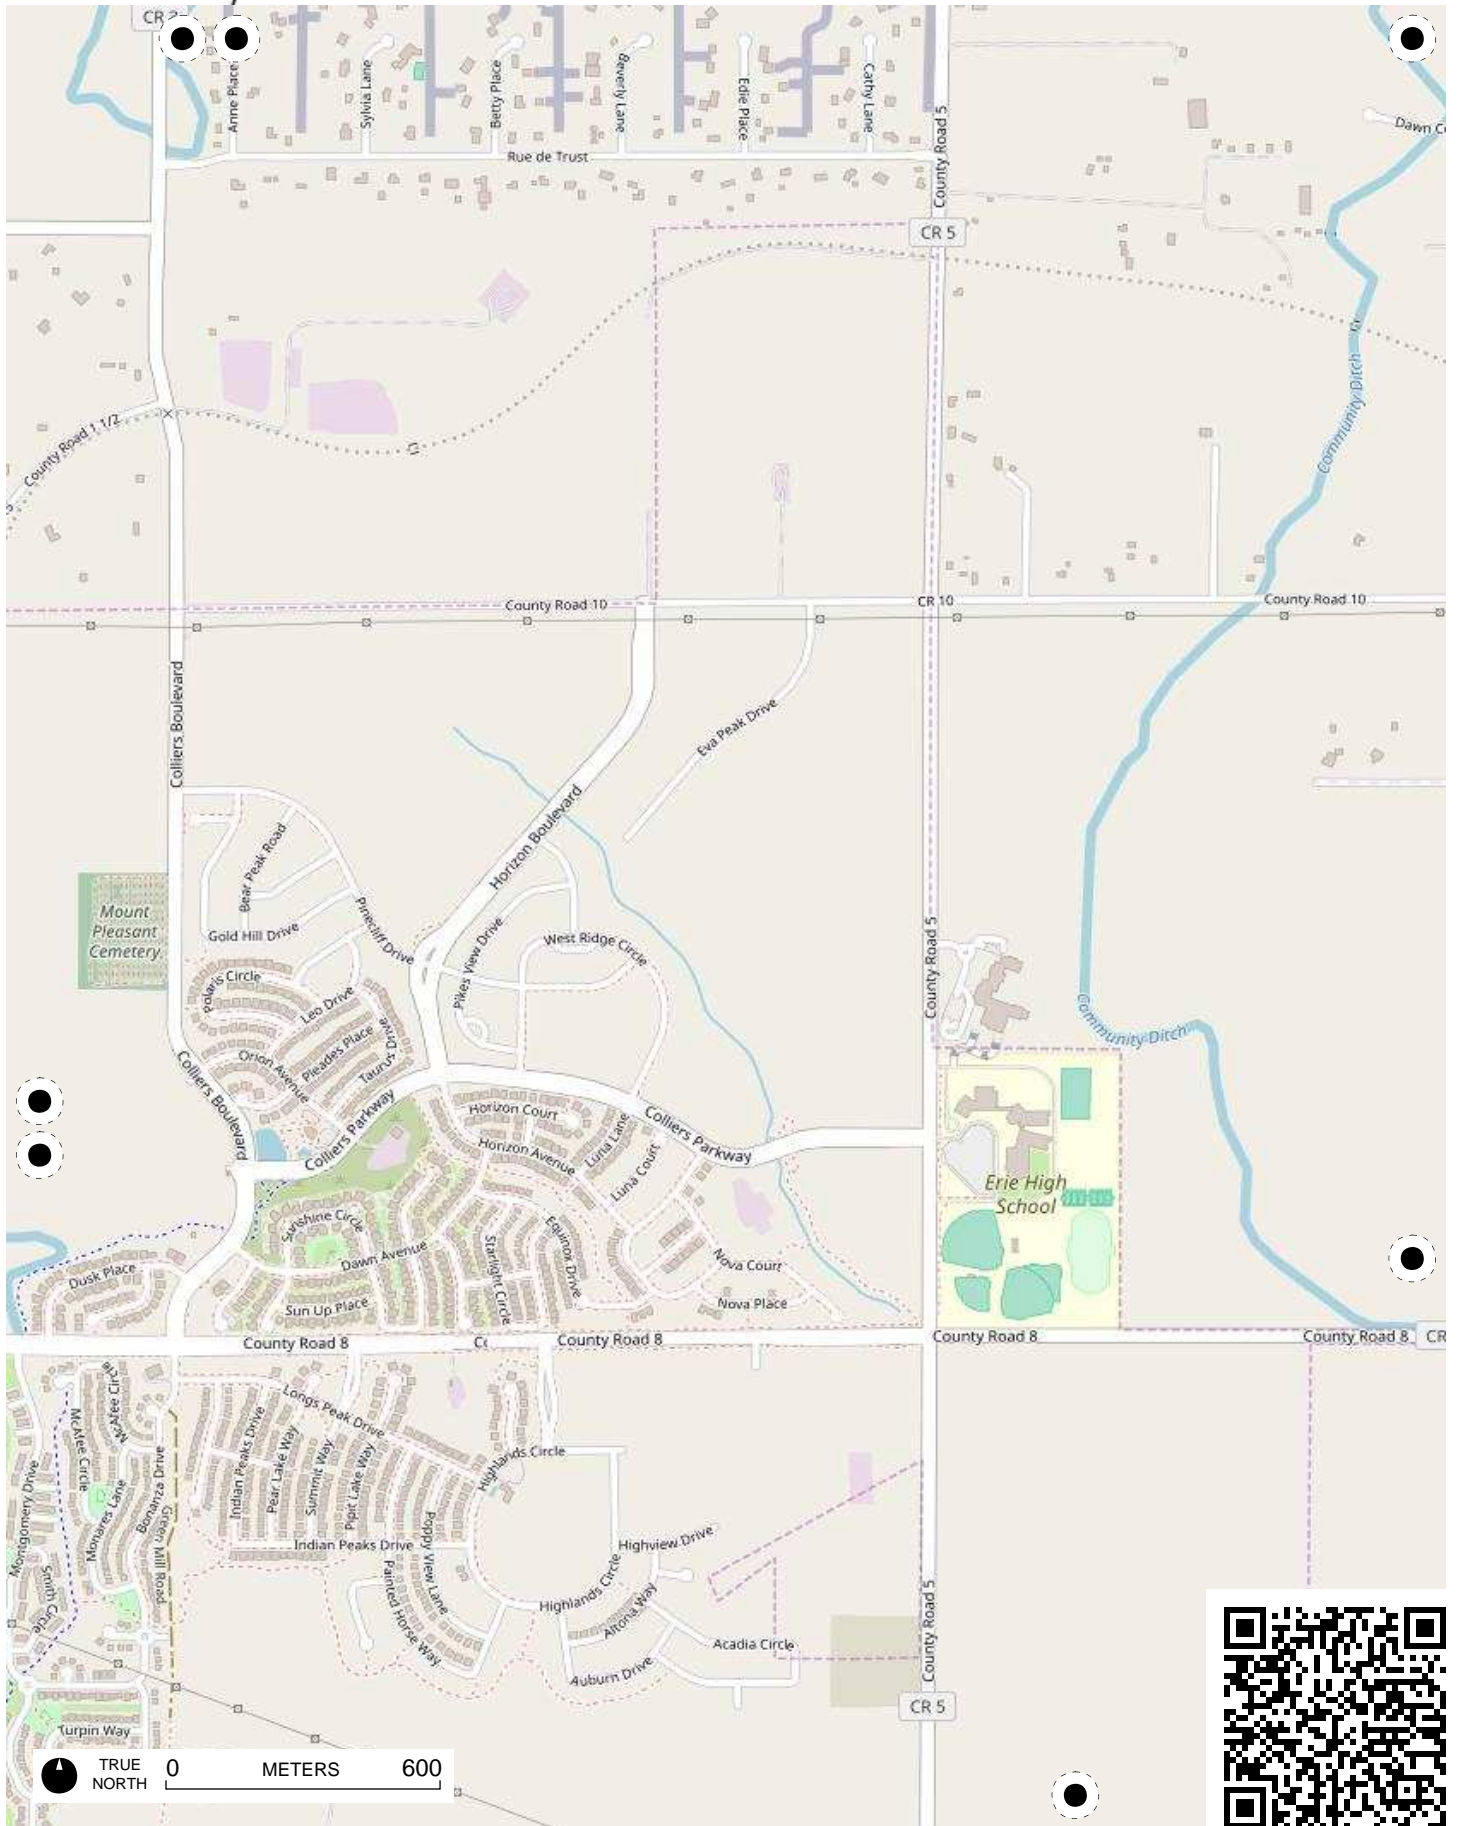 CR 3
Anne Place
Sylvia Lane
Betty Place
Beverly Lane
Edie Place
Cathy Lane
County Road 5
Dawn C
Rue de Trust
CR 5
County Road 1 1/2
Community Ditch
County Road 10
CR 10
County Road 10
Colliers Boulevard
Eva Peak Drive
Horizon Boulevard
Bear Peak Road
Mount
Pleasant
Cemetery
Gold Hill Drive
Pinecliff Drive
Pikes View Drive
West Ridge Circle
County Road 5
Polaris Circle
Leo Drive
Community Ditch
Pleades Place
Taurus Drive
Orion Avenue
Colliers Boulevard
Colliers Parkway
Horizon Court
Colliers Parkway
Horizon Avenue
Luna Lane
Luna Court
Erie High
School
Sunshine Circle
Dawn Avenue
Starlight Circle
Equinox Drive
Dusk Place
Nova Court
Sun Up Place
Nova Place
County Road 8
County Road 8
County Road 8
County Road 8
CR
McAfee Circle
McAfee Circle
Longs Peak Drive
Montgomery Drive
Monares Lane
Bonanza Drive
Green Mill Road
Indian Peaks Drive
Pear Lake Way
Summit Way
Pipit Lake Way
Highlands Circle
Indian Peaks Drive
Poppy View Lane
Painted Horse Way
Highview Drive
Highlands Circle
Altona Way
Smith Circle
Acadia Circle
Auburn Drive
County Road 5
CR 5
Turpin Way
TRUE
NORTH
0 METERS 600